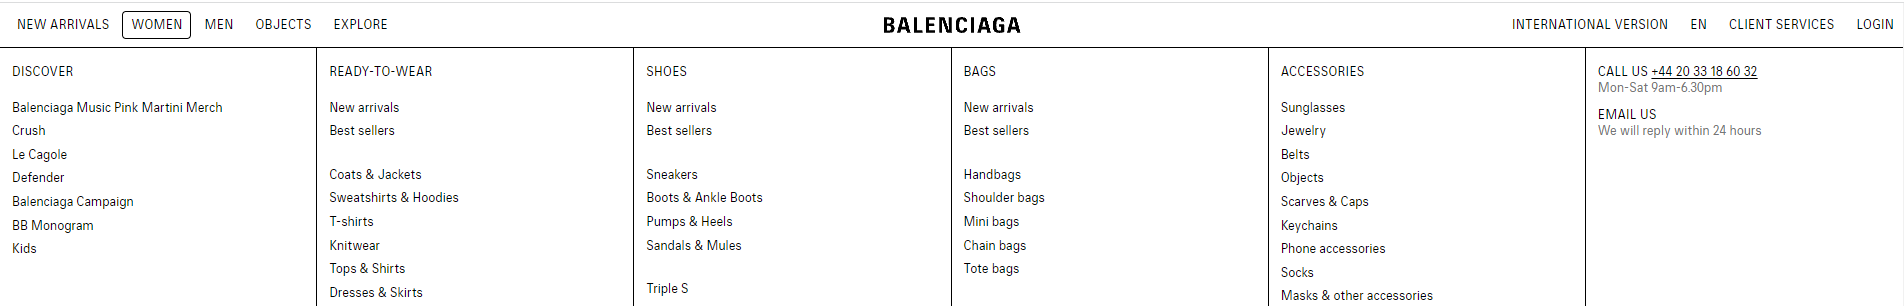 NEW ARRIVALS WOMEN MEN OBJECTS EXPLORE BALENCIAGA INTERNATIONAL VERSION EN CLIENT SERVICES LOGIN
DISCOVER
Balenciaga Music Pink Martini Merch
Crush
Le Cagole
Defender
Balenciaga Campaign
BB Monogram
Kids
READY-TO-WEAR
New arrivals
Best sellers
Coats & Jackets
Sweatshirts & Hoodies
T-shirts
Knitwear
Tops & Shirts
Dresses & Skirts
SHOES
New arrivals
Best sellers
Sneakers
Boots & Ankle Boots
Pumps & Heels
Sandals & Mules
Triple S
BAGS
New arrivals
Best sellers
Handbags
Shoulder bags
Mini bags
Chain bags
Tote bags
ACCESSORIES
Sunglasses
Jewelry
Belts
Objects
Scarves & Caps
Keychains
Phone accessories
Socks
Masks & other accessories
CALL US +44 20 33 18 60 32
Mon-Sat 9am-6.30pm
EMAIL US
We will reply within 24 hours